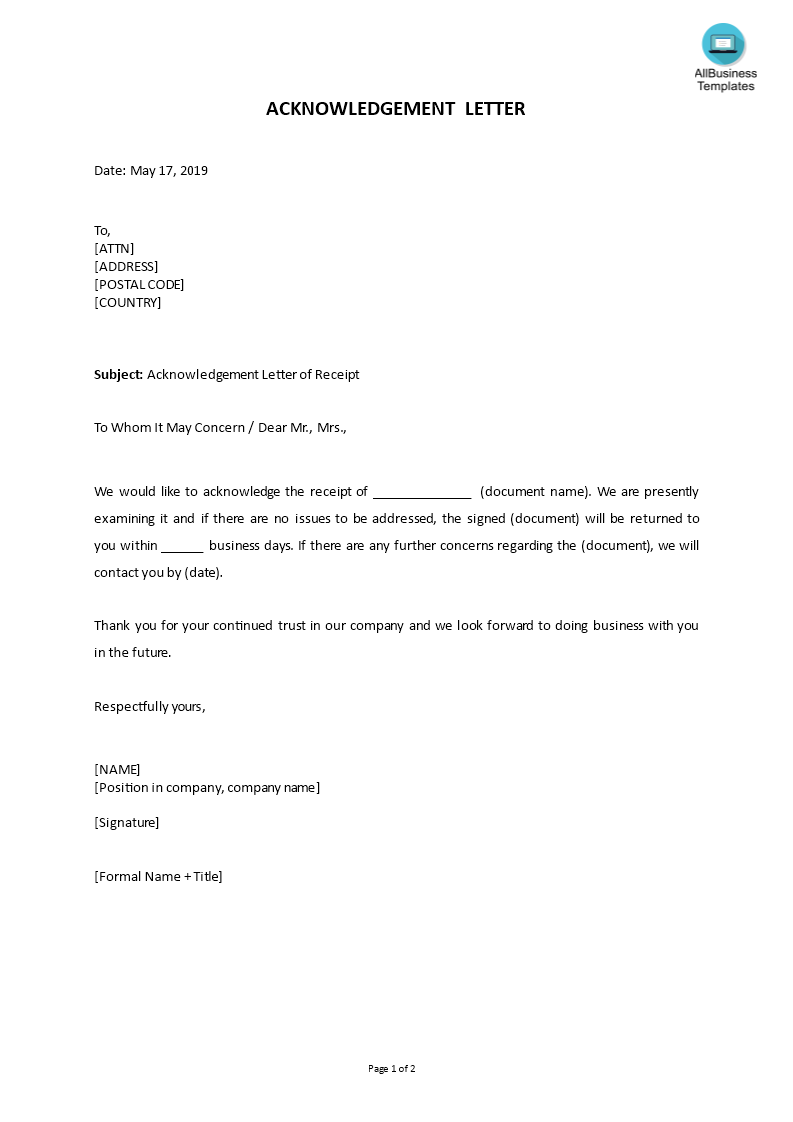 AllBusiness
Templates
ACKNOWLEDGEMENT LETTER
Date: May 17, 2019
To,
[ATTN]
[ADDRESS]
[POSTAL CODE]
[COUNTRY]
Subject: Acknowledgement Letter of Receipt
To Whom It May Concern / Dear Mr., Mrs.,
We would like to acknowledge the receipt of ______________ (document name). We are presently
examining it and if there are no issues to be addressed, the signed (document) will be returned to
you within ______ business days. If there are any further concerns regarding the (document), we will
contact you by (date).
Thank you for your continued trust in our company and we look forward to doing business with you
in the future.
Respectfully yours,
[NAME]
[Position in company, company name]
[Signature]
[Formal Name + Title]
Page 1 of 2